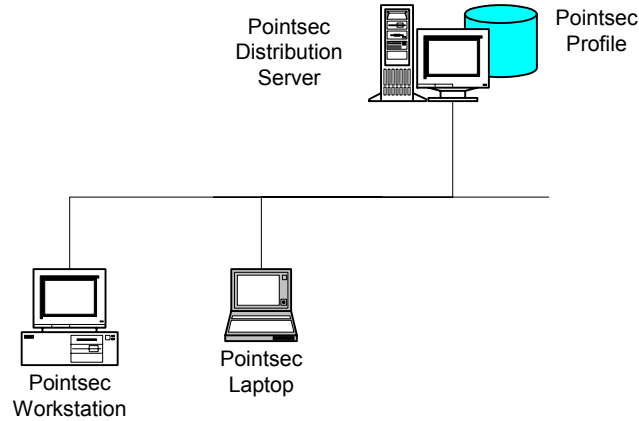 Pointsec
Distribution
Server
Pointsec
Profile
Pointsec
Workstation
Pointsec
Laptop